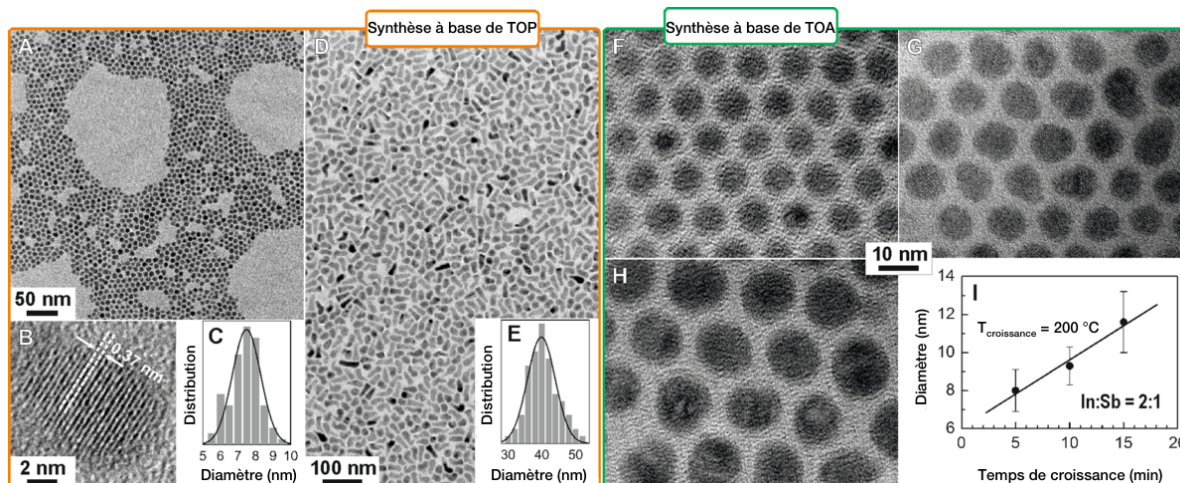 Synthèse à base de TOP
Synthèse à base de TOA
A
50 nm
B
0.37 nm
2 nm
C
Distribution
5 6 7 8 9 10
Diamètre (nm)
D
100 nm
E
Distribution
30 40 50
Diamètre (nm)
F
G
10 nm
H
I
Diamètre (nm)
14
12
10
8
6
T croissance = 200 °C
In:Sb = 2:1
0 5 10 15 20
Temps de croissance (min)